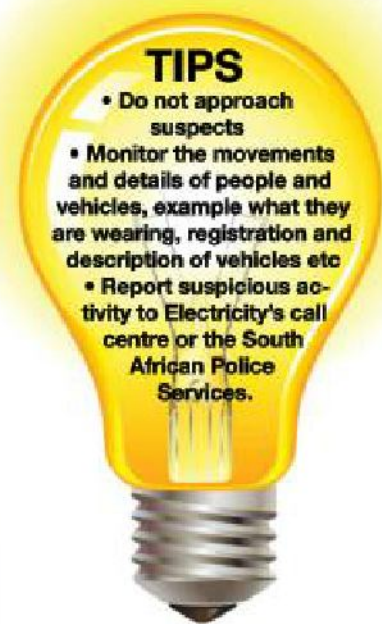 TIPS
• Do not approach
suspects
• Monitor the movements
and details of people and
vehicles, example what they
are wearing, registration and
description of vehicles etc
• Report suspicious ac-
tivity to Electricity's call
centre or the South
African Police
Services.